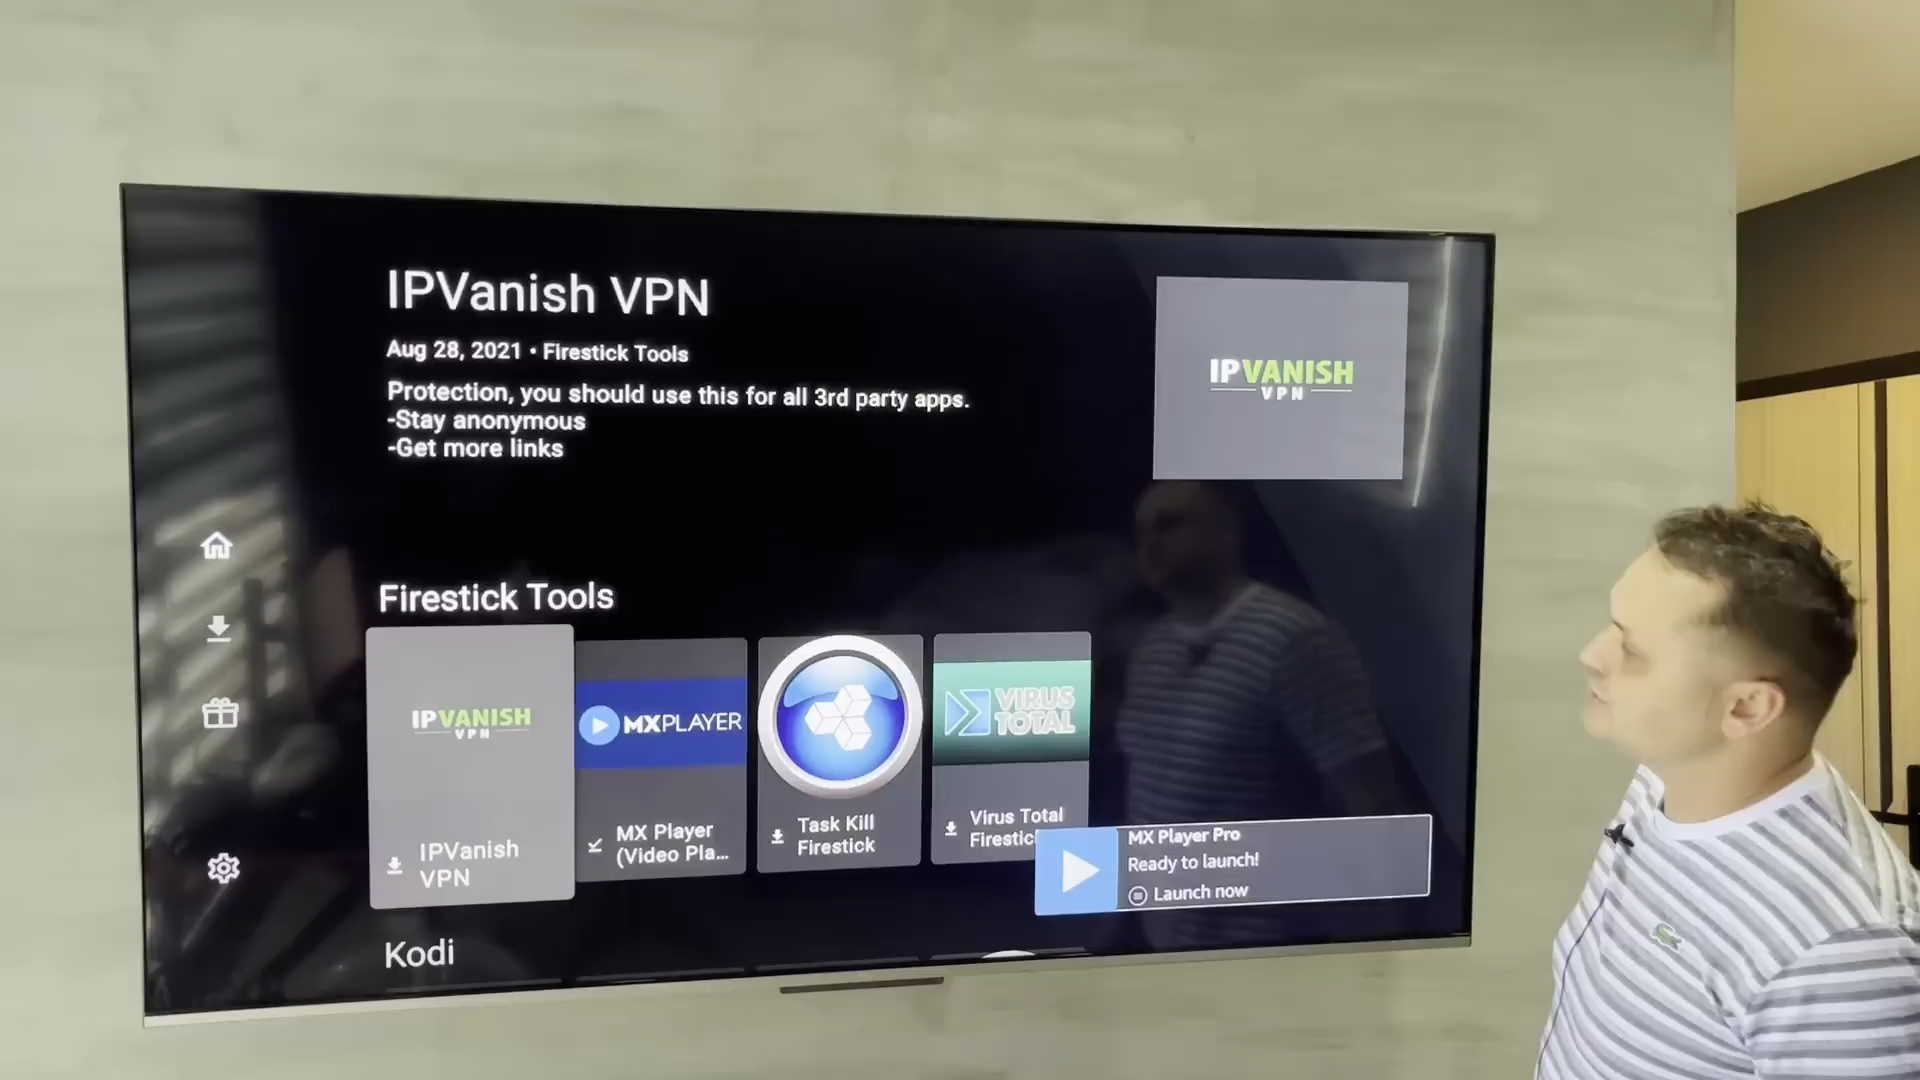 IPVanish VPN
Aug 28, 2021 • Firestick Tools
Protection, you should use this for all 3rd party apps.
-Stay anonymous
-Get more links
IPVANISH
VPN
Firestick Tools
IPVANISH
VPN
IPVanish
VPN
MXPLAYER
MX Player
(Video Pla...
Task Kill
Firestick
VIRUS
TOTAL
Virus Total
Firestick
MX Player Pro
Ready to launch!
Launch now
Kodi